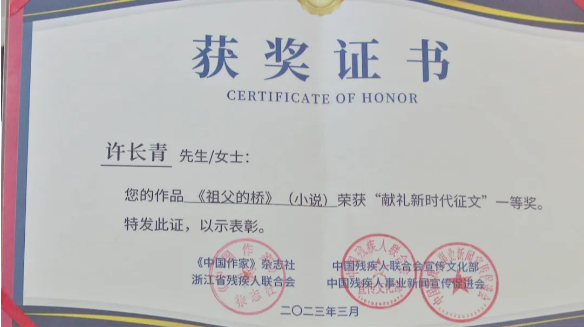 获奖证书
CERTIFICATE OF HONOR
许长青 先生/女士：
您的作品 《祖父的桥》（小说）荣获“献礼新时代征文”一等奖。
特发此证，以示表彰。
《中国作家》杂志社 中国残疾人联合会宣传文化部
浙江省残疾人联合会 中国残疾人事业新闻宣传促进会
二〇二三年三月